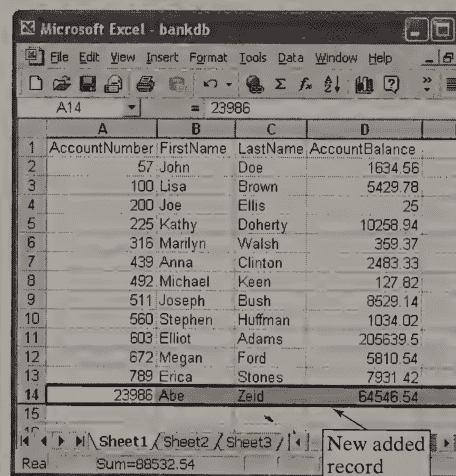 Microsoft Excel - bankdb
File Edit View Insert Format Tools Data Window Help
A14 = 23986
A B C D
1 AccountNumber FirstName LastName AccountBalance
2 57 John Doe 1634.56
3 100 Lisa Brown 5429.78
4 200 Joe Ellis 25
5 225 Kathy Doherty 10258.94
6 316 Marilyn Walsh 359.37
7 439 Anna Clinton 2483.33
8 492 Michael Keen 127.82
9 511 Joseph Bush 8529.14
10 560 Stephen Huffman 1034.02
11 603 Elliot Adams 205639.5
12 672 Megan Ford 5810.54
13 789 Erica Stones 7931.42
14 23986 Abe Zeid 64546.54
15
Sheet1 Sheet2 Sheet3
New added
record
Rea Sum=88532.54